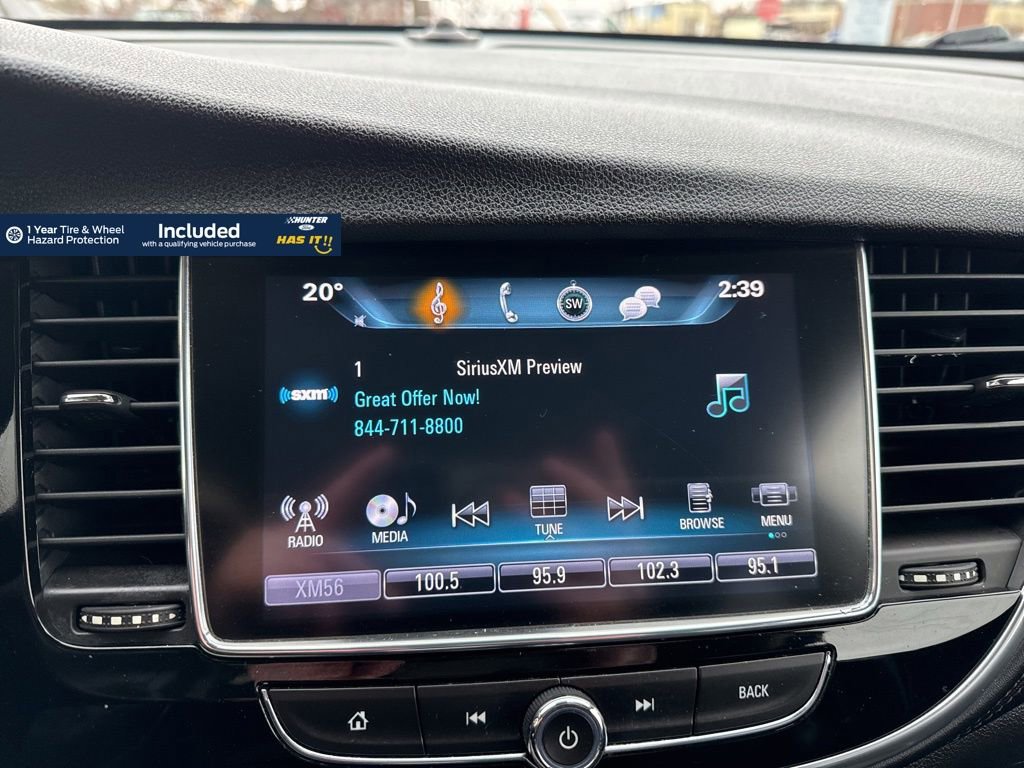 1 Year Tire & Wheel
Hazard Protection
Included
with a qualifying vehicle purchase
HUNTER
Ford
HAS IT!!
20°
SW
2:39
1 SiriusXM Preview
((sxm))
Great Offer Now!
844-711-8800
RADIO
MEDIA
TUNE
BROWSE
MENU
XM56
100.5
95.9
102.3
95.1
BACK